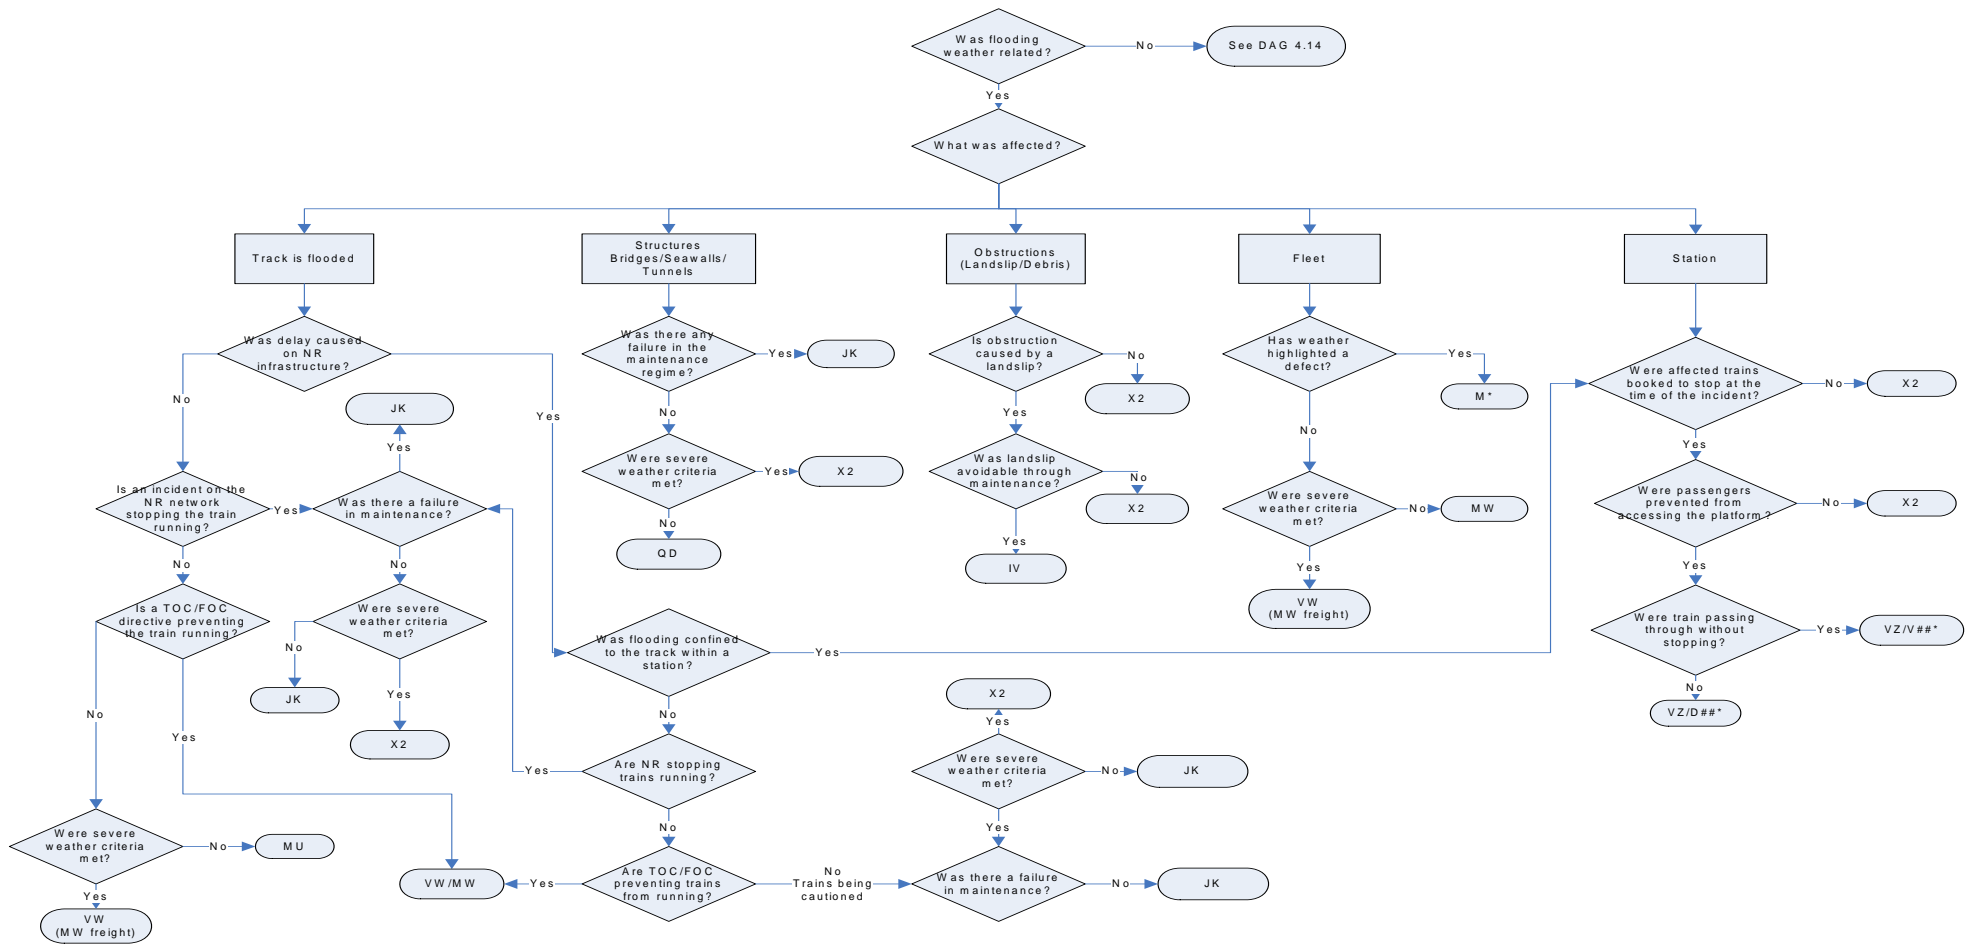 Was flooding
weather related?
No
See DAG 4.14
Yes
What was affected?
Track is flooded
Structures
Bridges/Seawalls/
Tunnels
Obstructions
(Landslip/Debris)
Fleet
Station
Was delay caused
on NR
infrastructure?
No
Yes
Was there any
failure in the
maintenance
regime?
Yes
JK
No
Is obstruction
caused by a
landslip?
No
X2
Yes
Has weather
highlighted a
defect?
Yes
M*
No
Were affected trains
booked to stop at the
time of the incident?
No
X2
Yes
JK
Yes
Is an incident on the
NR network
stopping the train
running?
Yes
Was there a failure
in maintenance?
No
No
Were severe
weather criteria
met?
Yes
X2
No
QD
Was landslip
avoidable through
maintenance?
No
X2
Yes
IV
Were severe
weather criteria
met?
No
MW
Yes
VW
(MW freight)
Were passengers
prevented from
accessing the platform?
No
X2
Yes
Is a TOC/FOC
directive preventing
the train running?
No
Yes
Were severe
weather criteria
met?
No
JK
Yes
X2
Was flooding confined
to the track within a
station?
Yes
No
Were train passing
through without
stopping?
Yes
VZ/V##*
No
VZ/D##*
Are NR stopping
trains running?
Yes
No
X2
Yes
Were severe
weather criteria
met?
No
JK
Yes
Were severe
weather criteria
met?
No
MU
Yes
VW
(MW freight)
VW/MW
Yes
Are TOC/FOC
preventing trains
from running?
No
Trains being
cautioned
Was there a failure
in maintenance?
No
JK